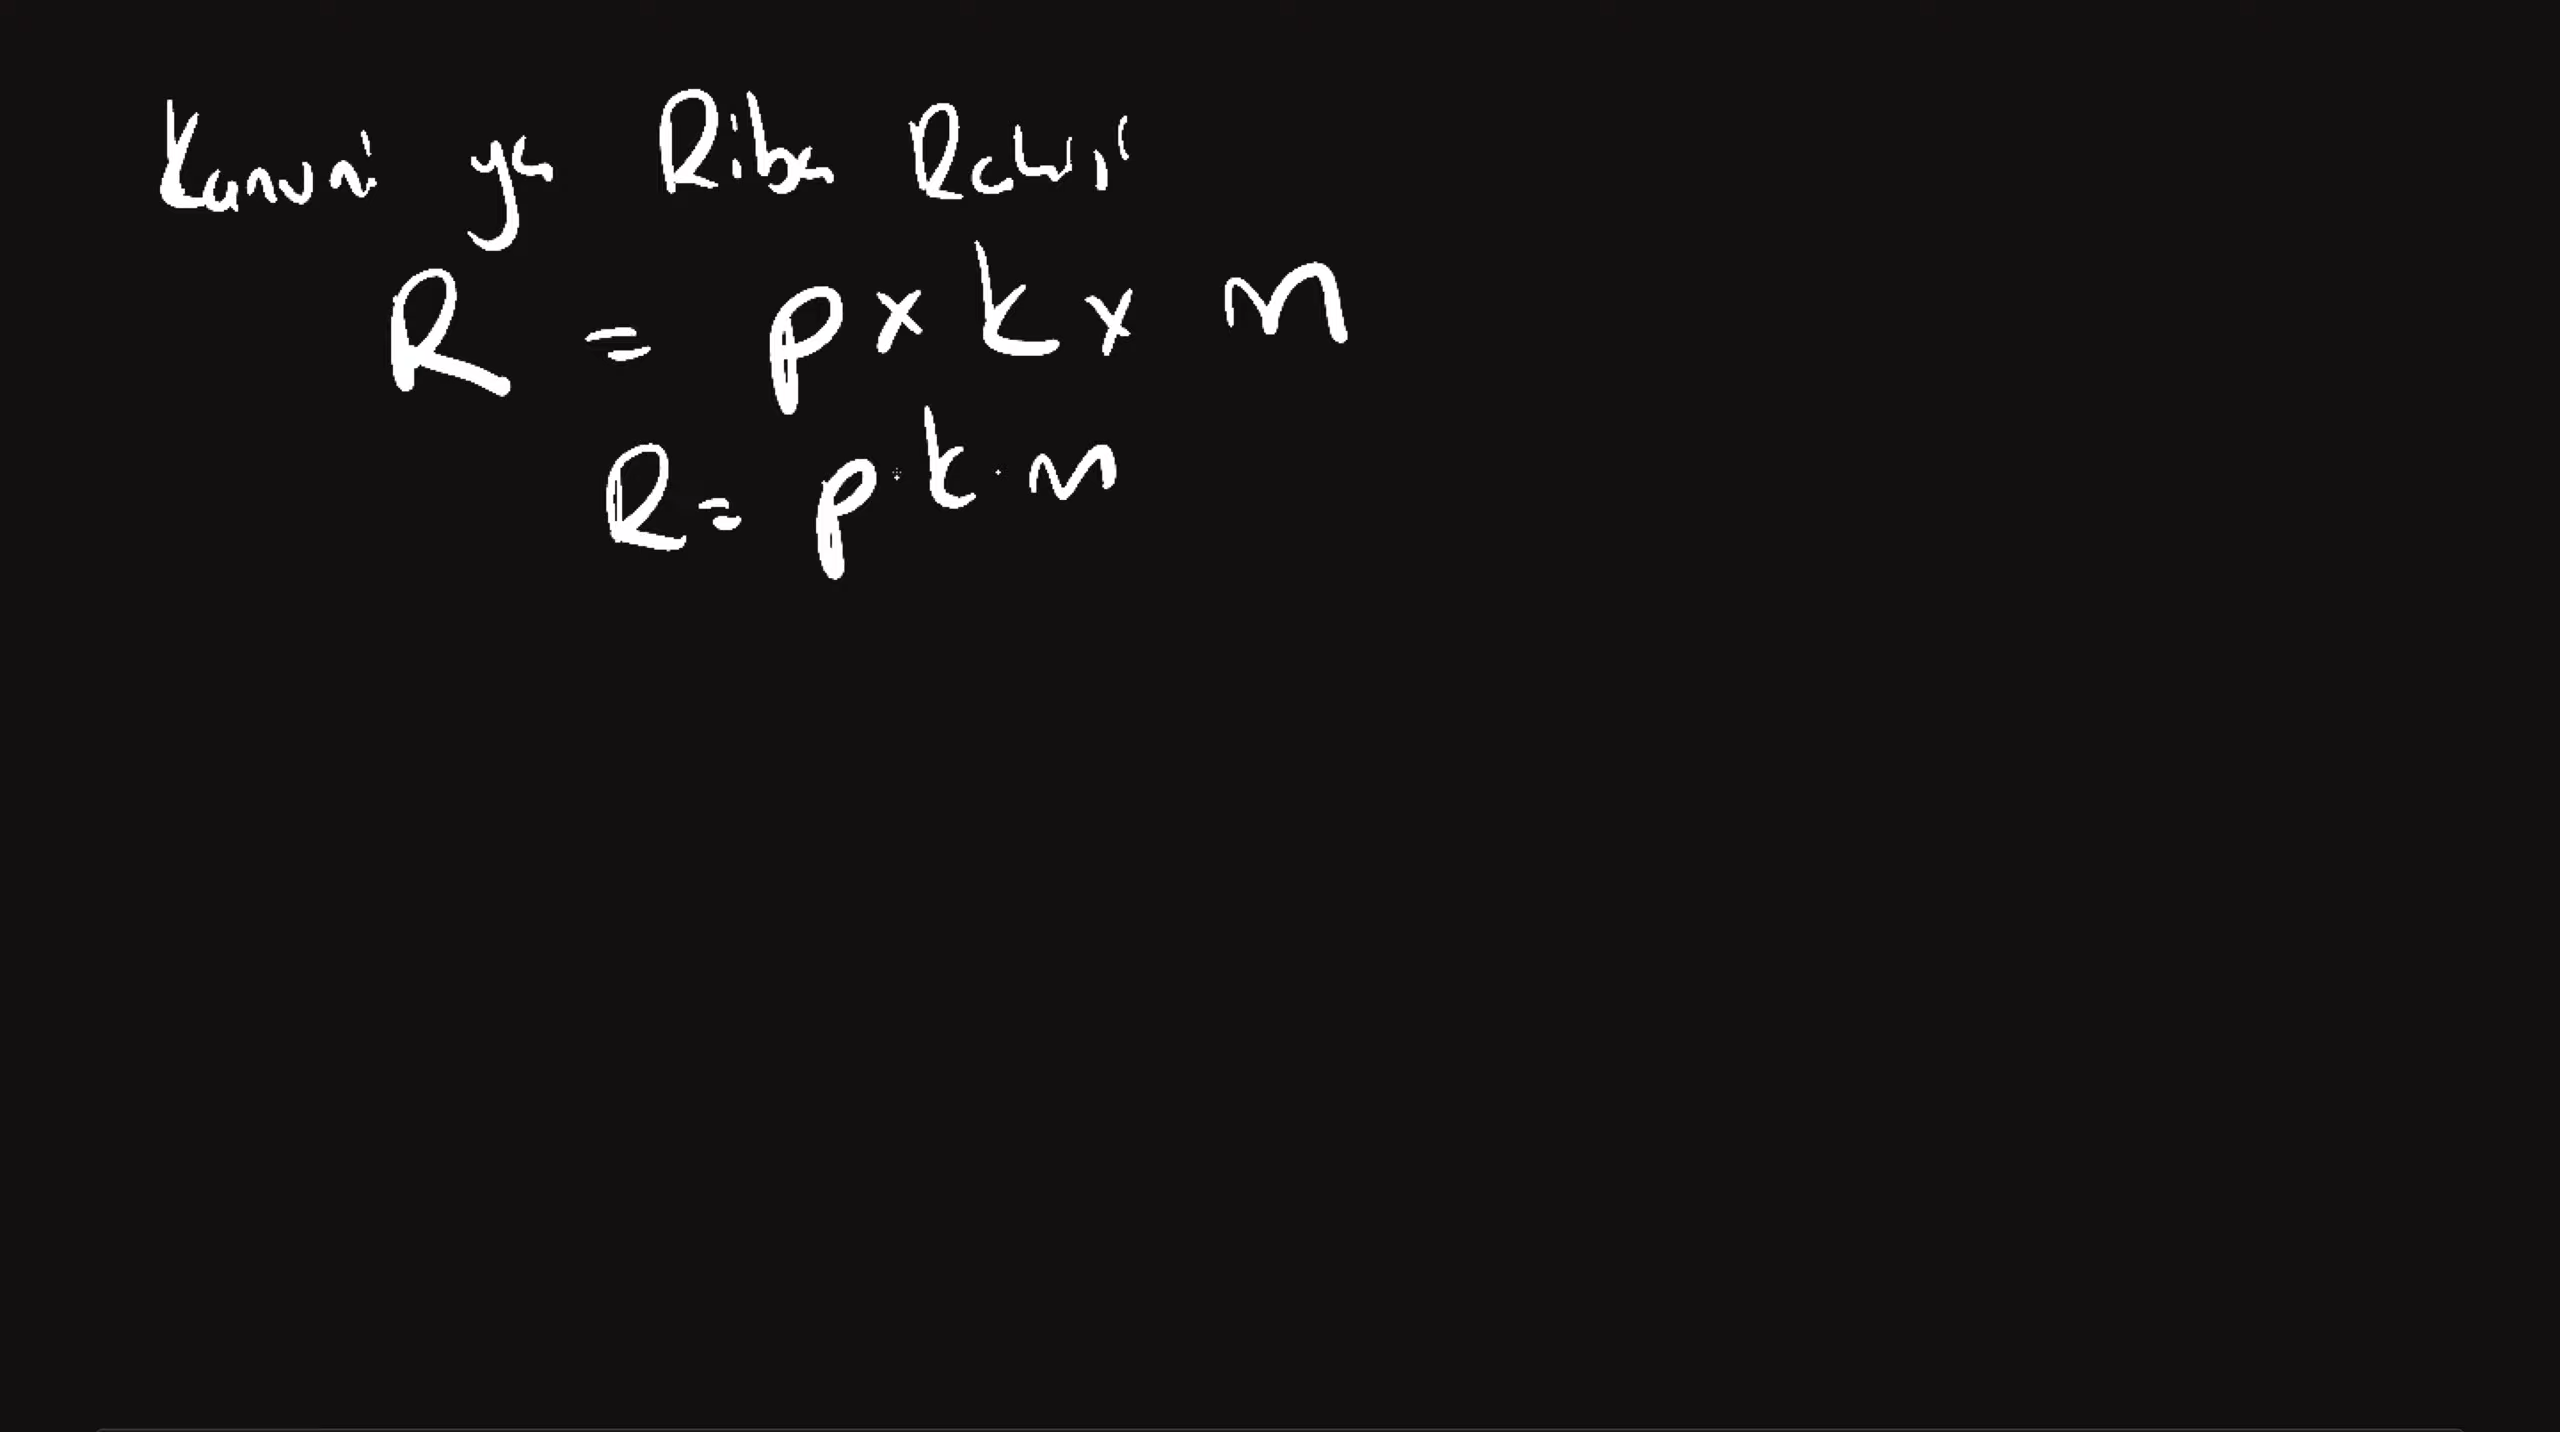 Kanuni ya Riba Rahisi
R = p x k x m
R = p · k · m